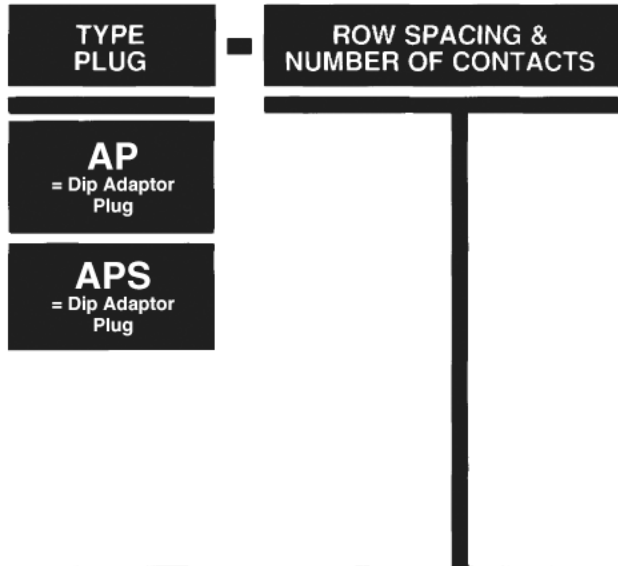 TYPE
PLUG
-
ROW SPACING &
NUMBER OF CONTACTS
AP
= Dip Adaptor
Plug
APS
= Dip Adaptor
Plug